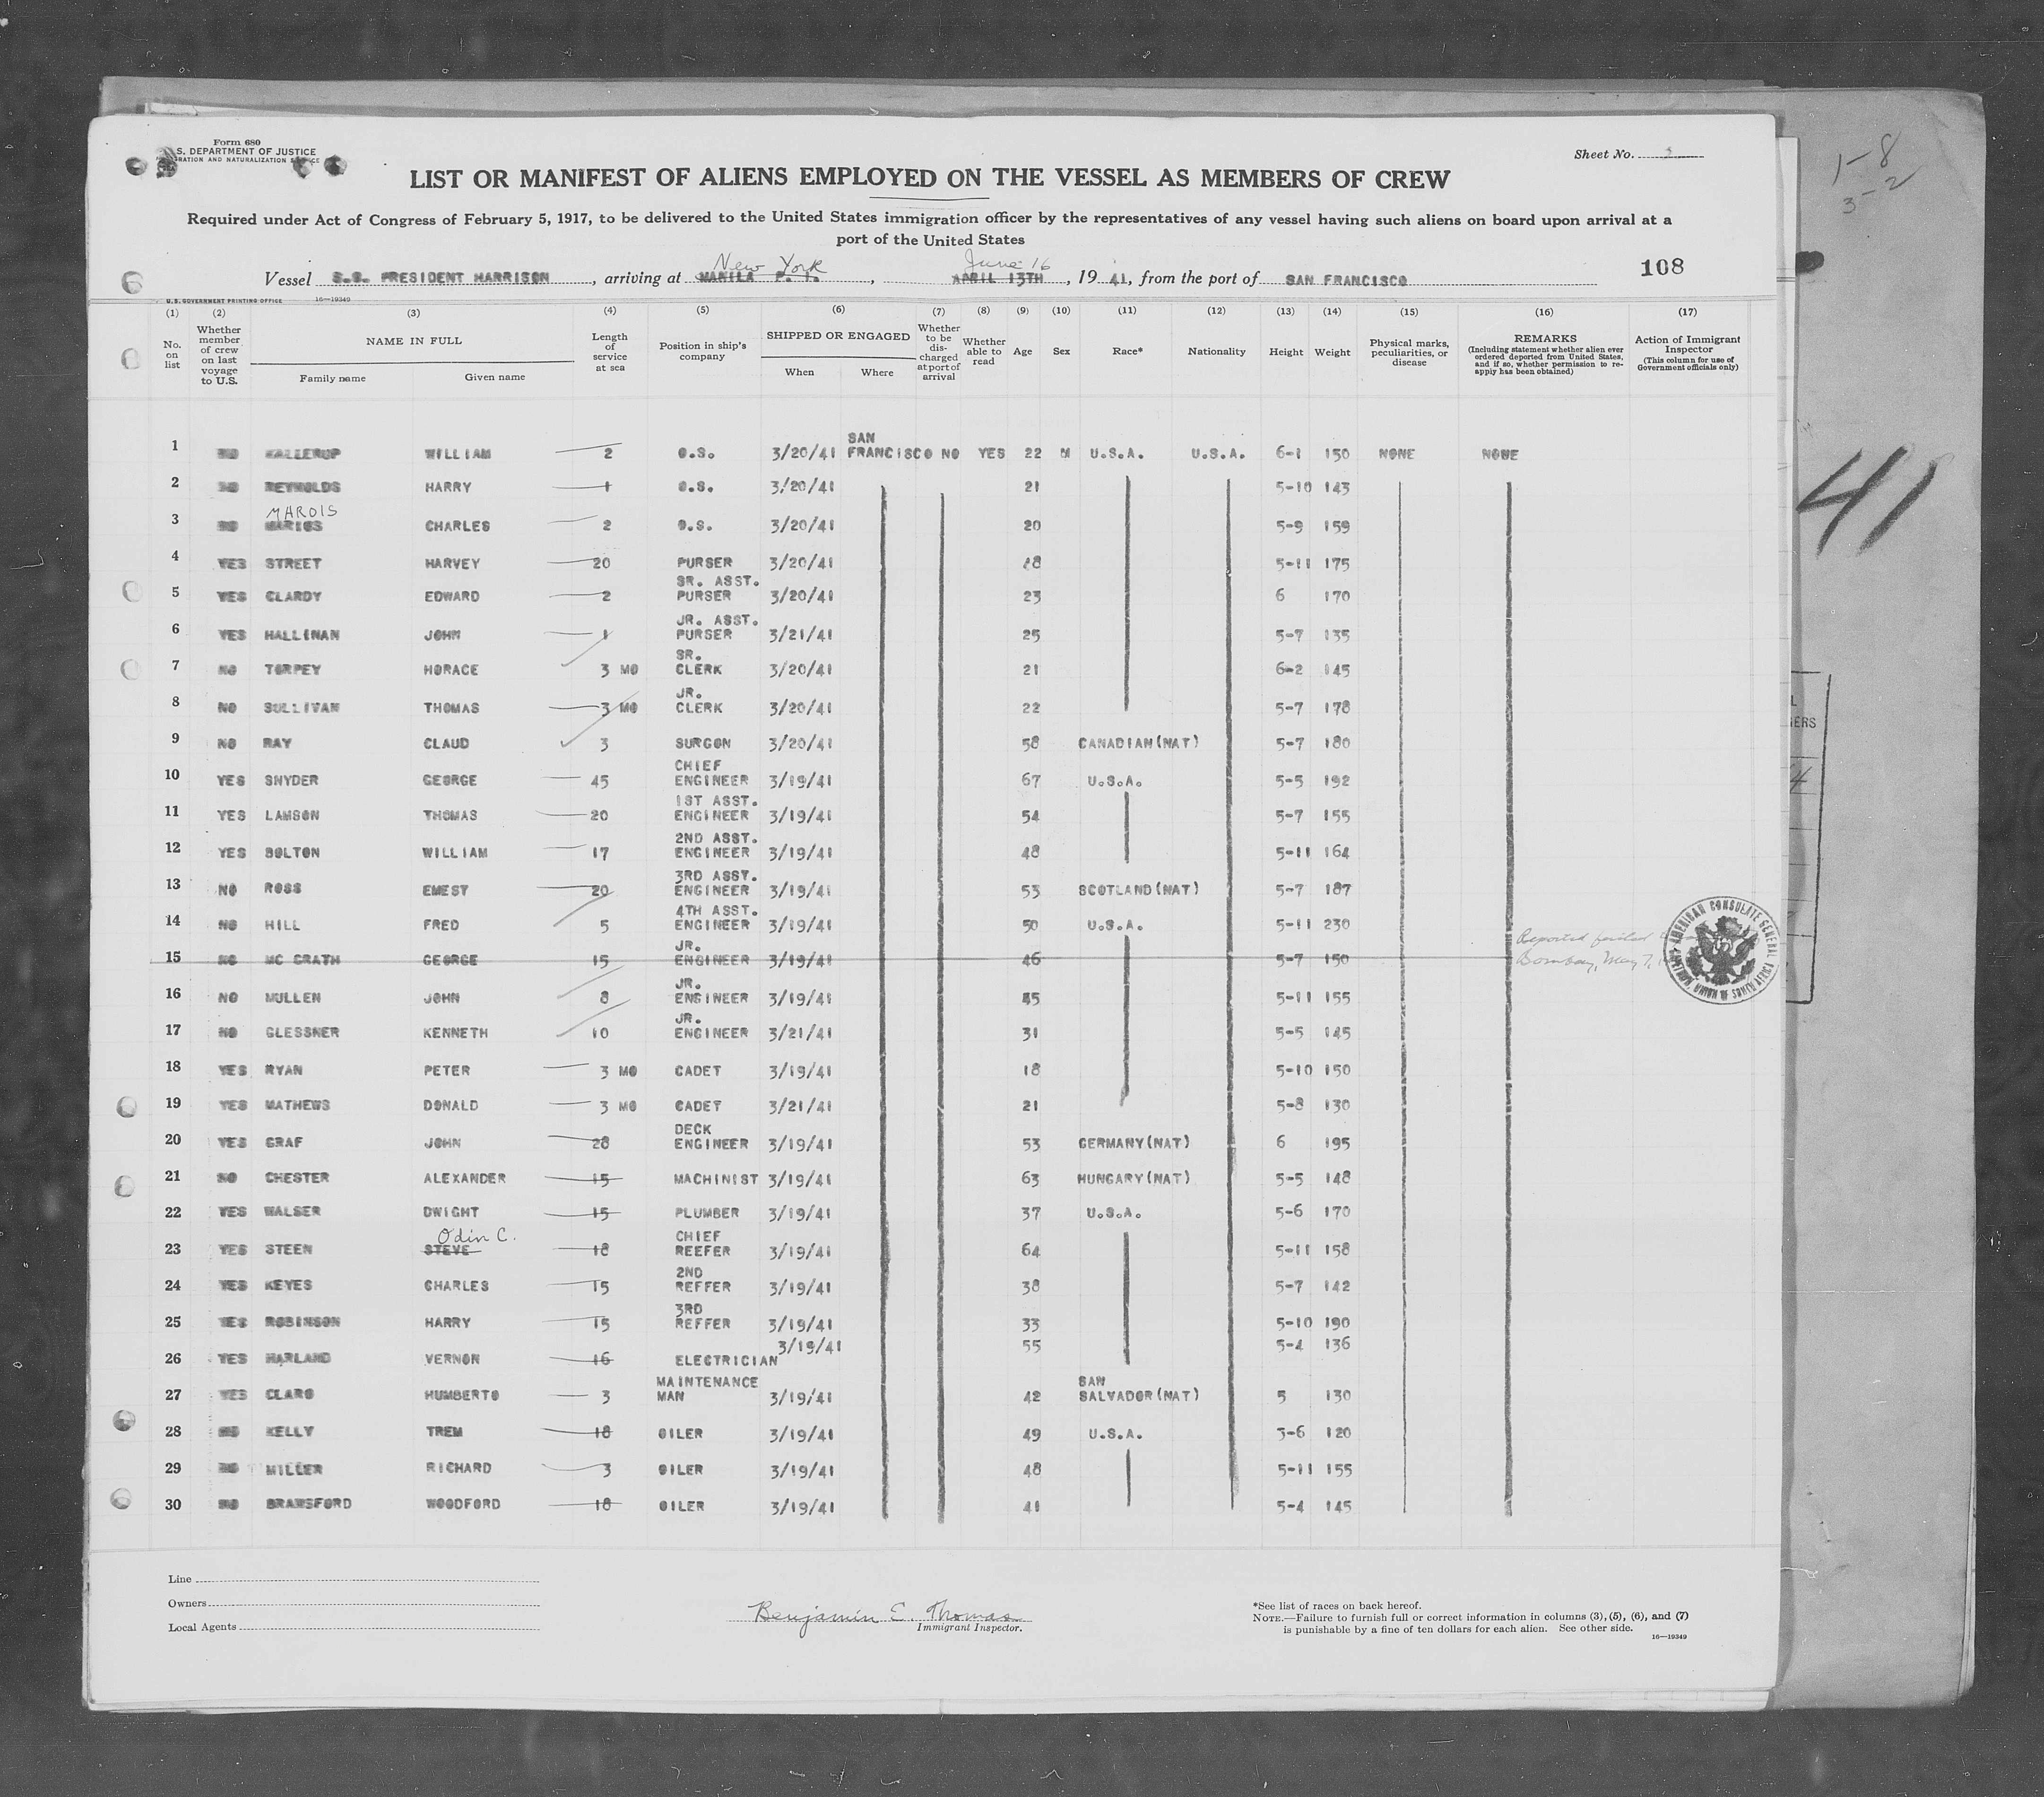 Form 680
S. DEPARTMENT OF JUSTICE
RATION AND NATURALIZATION
Sheet No.
LIST OR MANIFEST OF ALIENS EMPLOYED ON THE VESSEL AS MEMBERS OF CREW
Required under Act of Congress of February 5, 1917, to be delivered to the United States immigration officer by the representatives of any vessel having such aliens on board upon arrival at a
port of the United States
New York June 16
Vessel S.S. PRESIDENT HARRISON, arriving at MANILA P. I., APRIL 13TH, 19 41, from the port of SAN FRANCISCO
108
U. S. GOVERNMENT PRINTING OFFICE 16—19349
(1) (2) (3) (4) (5) (6) (7) (8) (9) (10) (11) (12) (13) (14) (15) (16) (17)
No. on list
Whether member of crew on last voyage to U.S.
NAME IN FULL
Family name
Given name
Length of service at sea
Position in ship's company
SHIPPED OR ENGAGED
When
Where
Whether to be discharged at port of arrival
Whether able to read
Age
Sex
Race*
Nationality
Height
Weight
Physical marks, peculiarities, or disease
REMARKS
(Including statement whether alien ever ordered deported from United States, and if so, whether permission to re-apply has been obtained)
Action of Immigrant Inspector
(This column for use of Government officials only)
1 NO KALLERUP WILLIAM 2 O.S. 3/20/41 SAN FRANCISCO NO YES 22 M U.S.A. U.S.A. 6-1 150 NONE NONE
2 NO REYNOLDS HARRY 1 O.S. 3/20/41 21 5-10 143
MAROIS
3 NO MARIOS CHARLES 2 O.S. 3/20/41 20 5-9 159
4 YES STREET HARVEY 20 PURSER 3/20/41 48 5-11 175
5 YES CLARDY EDWARD 2 SR. ASST. PURSER 3/20/41 23 6 170
6 YES HALLINAN JOHN 1 JR. ASST. PURSER 3/21/41 25 5-7 135
7 NO TORPEY HORACE 3 MO SR. CLERK 3/20/41 21 6-2 145
8 NO SULLIVAN THOMAS 3 MO JR. CLERK 3/20/41 22 5-7 178
9 NO RAY CLAUD 3 SURGON 3/20/41 58 CANADIAN(NAT) 5-7 180
10 YES SNYDER GEORGE 45 CHIEF ENGINEER 3/19/41 67 U.S.A. 5-5 192
11 YES LAMSON THOMAS 20 1ST ASST. ENGINEER 3/19/41 54 5-7 155
12 YES BOLTON WILLIAM 17 2ND ASST. ENGINEER 3/19/41 48 5-11 164
13 NO ROSS EMEST 20 3RD ASST. ENGINEER 3/19/41 53 SCOTLAND(NAT) 5-7 187
14 NO HILL FRED 5 4TH ASST. ENGINEER 3/19/41 50 U.S.A. 5-11 230
15 NO MC GRATH GEORGE 15 JR. ENGINEER 3/19/41 46 5-7 150
Reported
Bombay, May 7,
AMERICAN CONSULATE GENERAL
UNION OF SOUTH AFRICA
16 NO MULLEN JOHN 8 JR. ENGINEER 3/19/41 45 5-11 155
17 NO GLESSNER KENNETH 10 JR. ENGINEER 3/21/41 31 5-5 145
18 YES RYAN PETER 3 MO CADET 3/19/41 18 5-10 150
19 YES MATHEWS DONALD 3 MO CADET 3/21/41 21 5-8 130
20 YES GRAF JOHN 28 DECK ENGINEER 3/19/41 53 GERMANY(NAT) 6 195
21 NO CHESTER ALEXANDER 15 MACHINIST 3/19/41 63 HUNGARY(NAT) 5-5 148
22 YES WALSER DWIGHT 15 PLUMBER 3/19/41 37 U.S.A. 5-6 170
Odin C.
23 YES STEEN STEVE 18 CHIEF REEFER 3/19/41 64 5-11 158
24 YES KEYES CHARLES 15 2ND REFFER 3/19/41 38 5-7 142
25 YES ROBINSON HARRY 15 3RD REFFER 3/19/41 33 5-10 190
26 YES HARLAND VERNON 16 ELECTRICIAN 3/19/41 55 5-4 136
27 YES CLARO HUMBERTO 3 MAINTENANCE MAN 3/19/41 42 SAN SALVADOR(NAT) 5 130
28 NO KELLY TREM 18 OILER 3/19/41 49 U.S.A. 3-6 120
29 NO MILLER RICHARD 3 OILER 3/19/41 48 5-11 155
30 NO BRAWSFORD WOODFORD 18 OILER 3/19/41 41 5-4 145
Line
Owners
Local Agents
Benjamin E. Thomas
Immigrant Inspector.
*See list of races on back hereof.
NOTE.—Failure to furnish full or correct information in columns (3), (5), (6), and (7)
is punishable by a fine of ten dollars for each alien. See other side.
16—19349
1-8
3-2
41